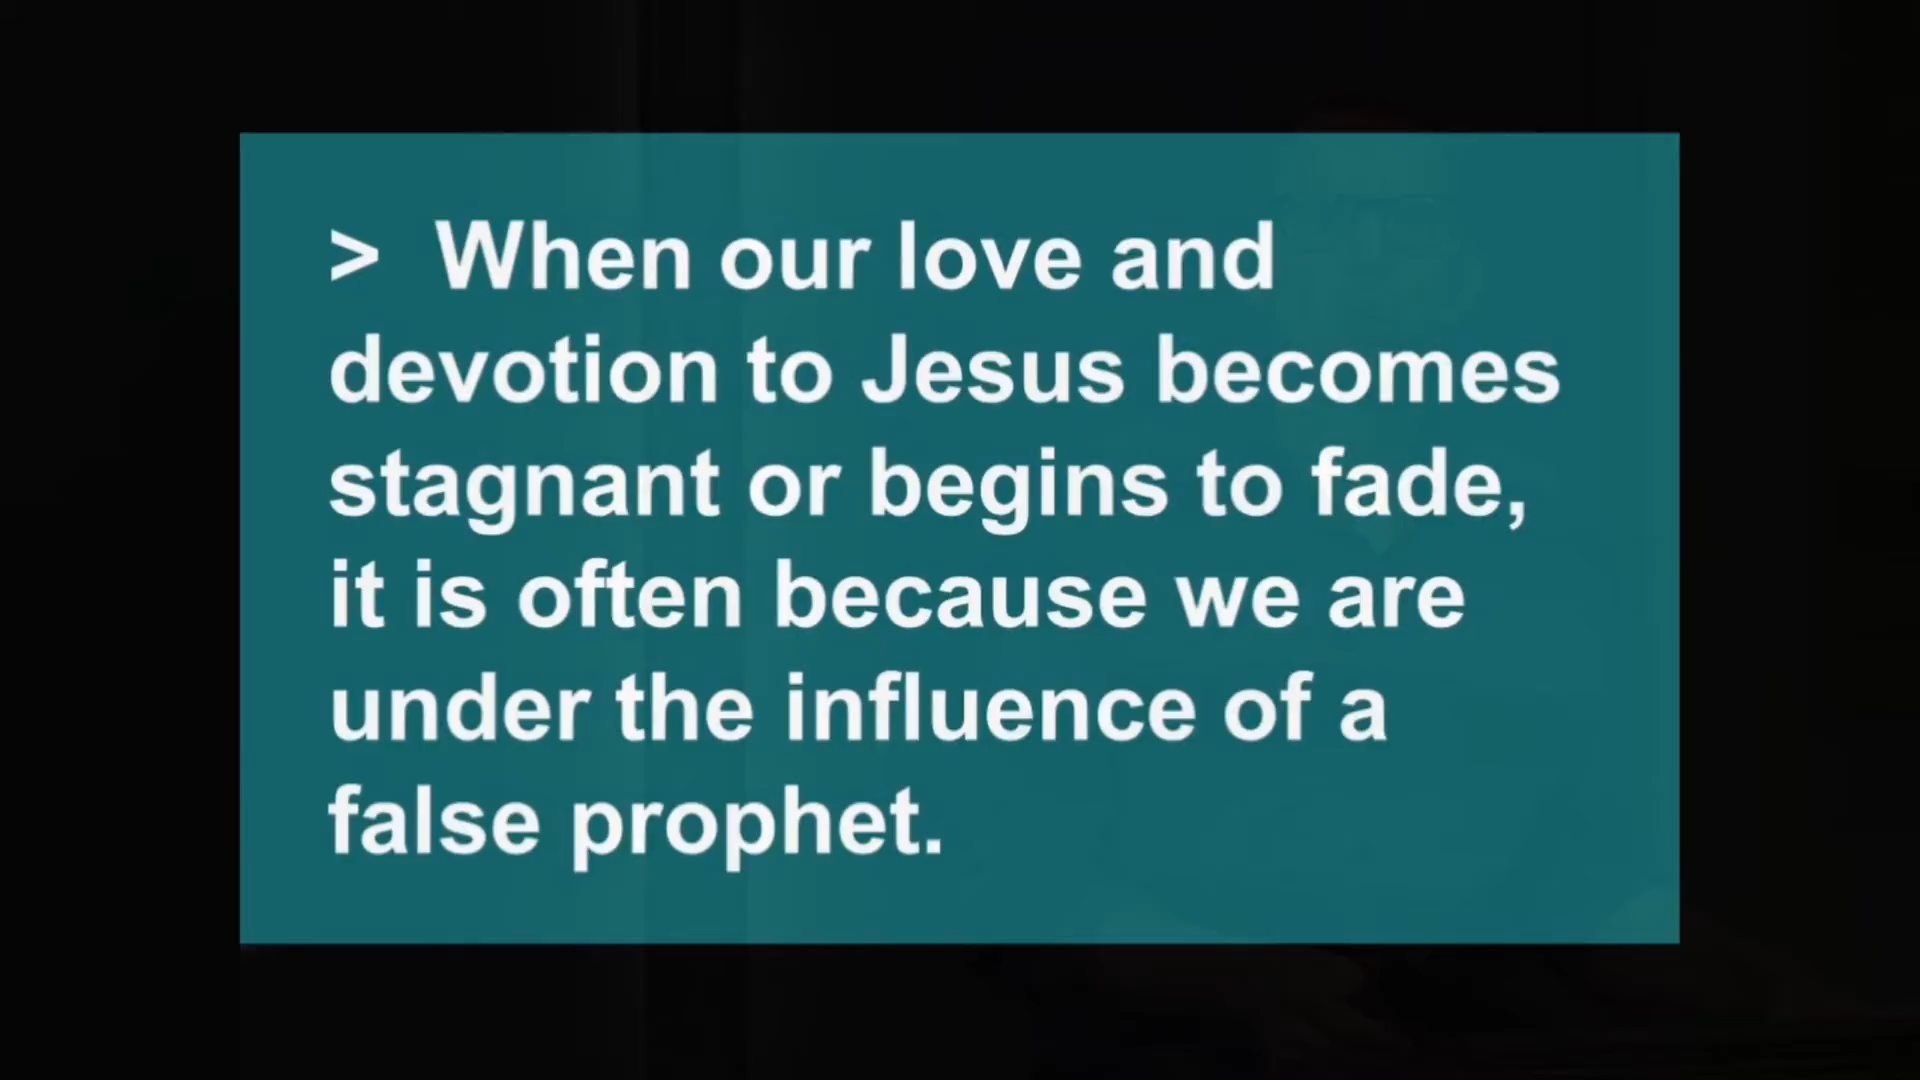 > When our love and
devotion to Jesus becomes
stagnant or begins to fade,
it is often because we are
under the influence of a
false prophet.